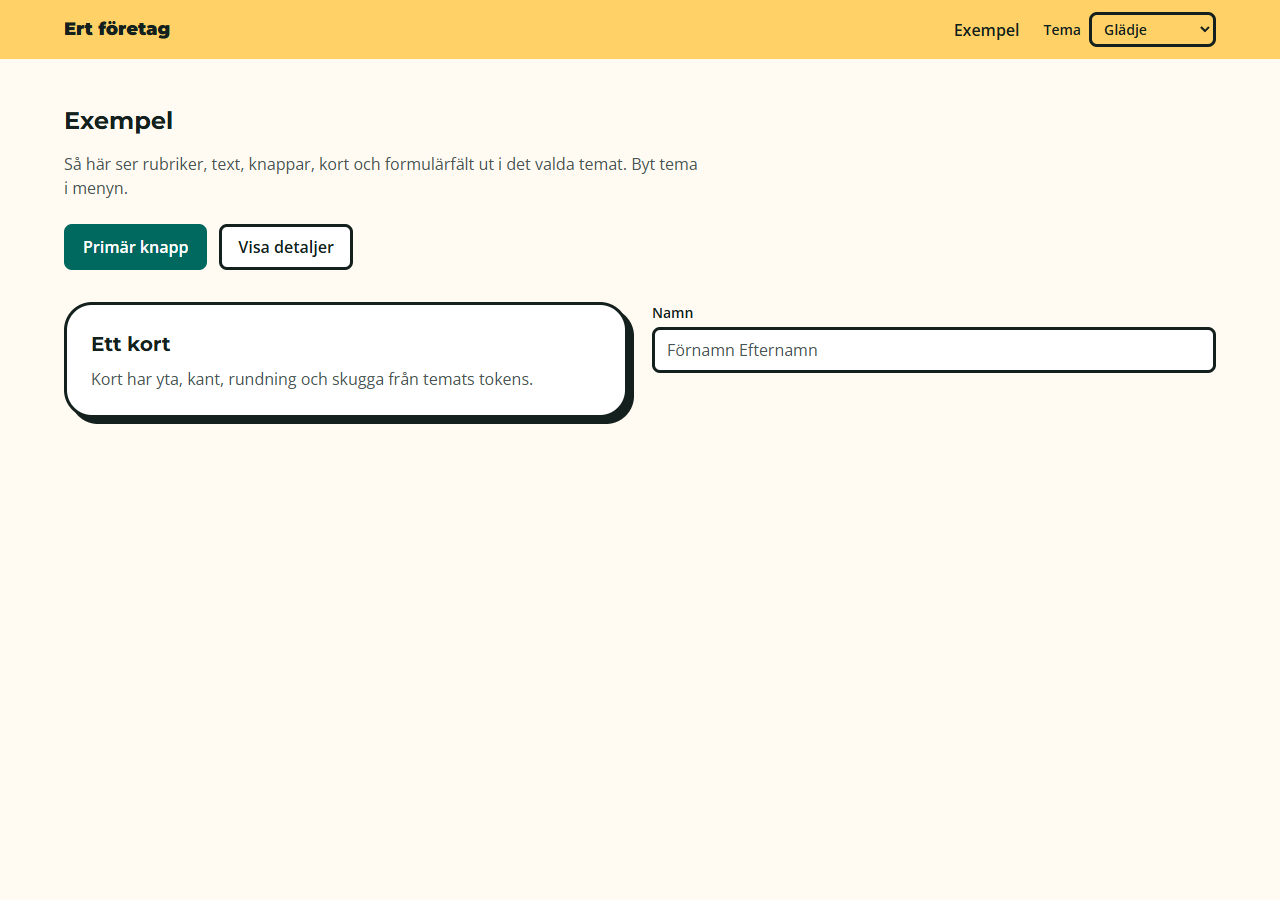 Ert företag
Exempel
Tema
Glädje
Exempel
Så här ser rubriker, text, knappar, kort och formulärfält ut i det valda temat. Byt tema
i menyn.
Primär knapp
Visa detaljer
Ett kort
Kort har yta, kant, rundning och skugga från temats tokens.
Namn
Förnamn Efternamn